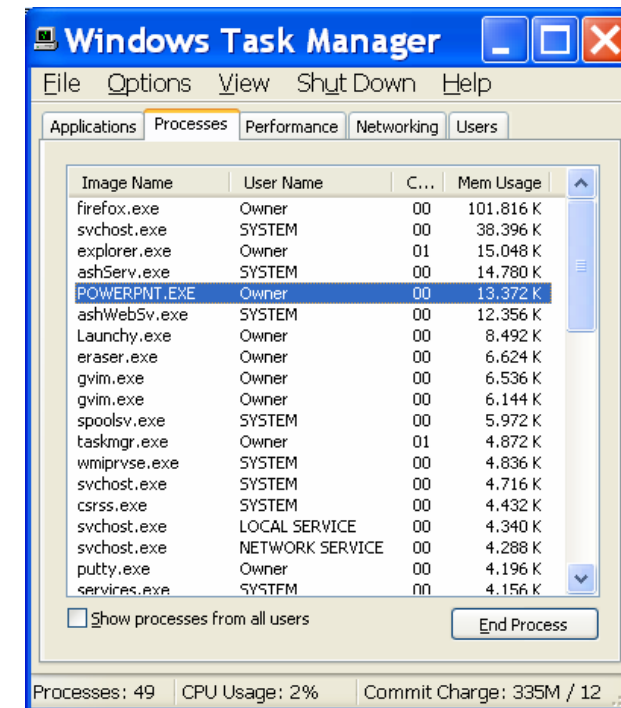 Windows Task Manager
File Options View Shut Down Help
Applications Processes Performance Networking Users
Image Name User Name C... Mem Usage
firefox.exe Owner 00 101.816 K
svchost.exe SYSTEM 00 38.396 K
explorer.exe Owner 01 15.048 K
ashServ.exe SYSTEM 00 14.780 K
POWERPNT.EXE Owner 00 13.372 K
ashWebSv.exe SYSTEM 00 12.356 K
Launchy.exe Owner 00 8.492 K
eraser.exe Owner 00 6.624 K
gvim.exe Owner 00 6.536 K
gvim.exe Owner 00 6.144 K
spoolsv.exe SYSTEM 00 5.972 K
taskmgr.exe Owner 01 4.872 K
wmiprvse.exe SYSTEM 00 4.836 K
svchost.exe SYSTEM 00 4.716 K
csrss.exe SYSTEM 00 4.432 K
svchost.exe LOCAL SERVICE 00 4.340 K
svchost.exe NETWORK SERVICE 00 4.288 K
putty.exe Owner 00 4.196 K
services.exe SYSTEM 00 4.156 K
Show processes from all users End Process
Processes: 49 CPU Usage: 2% Commit Charge: 335M / 12